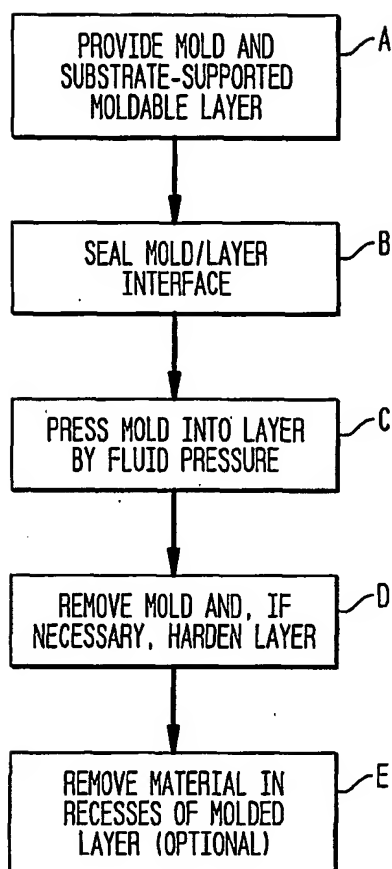 PROVIDE MOLD AND
SUBSTRATE-SUPPORTED
MOLDABLE LAYER
A
SEAL MOLD/LAYER
INTERFACE
B
PRESS MOLD INTO LAYER
BY FLUID PRESSURE
C
REMOVE MOLD AND, IF
NECESSARY, HARDEN LAYER
D
REMOVE MATERIAL IN
RECESSES OF MOLDED
LAYER (OPTIONAL)
E